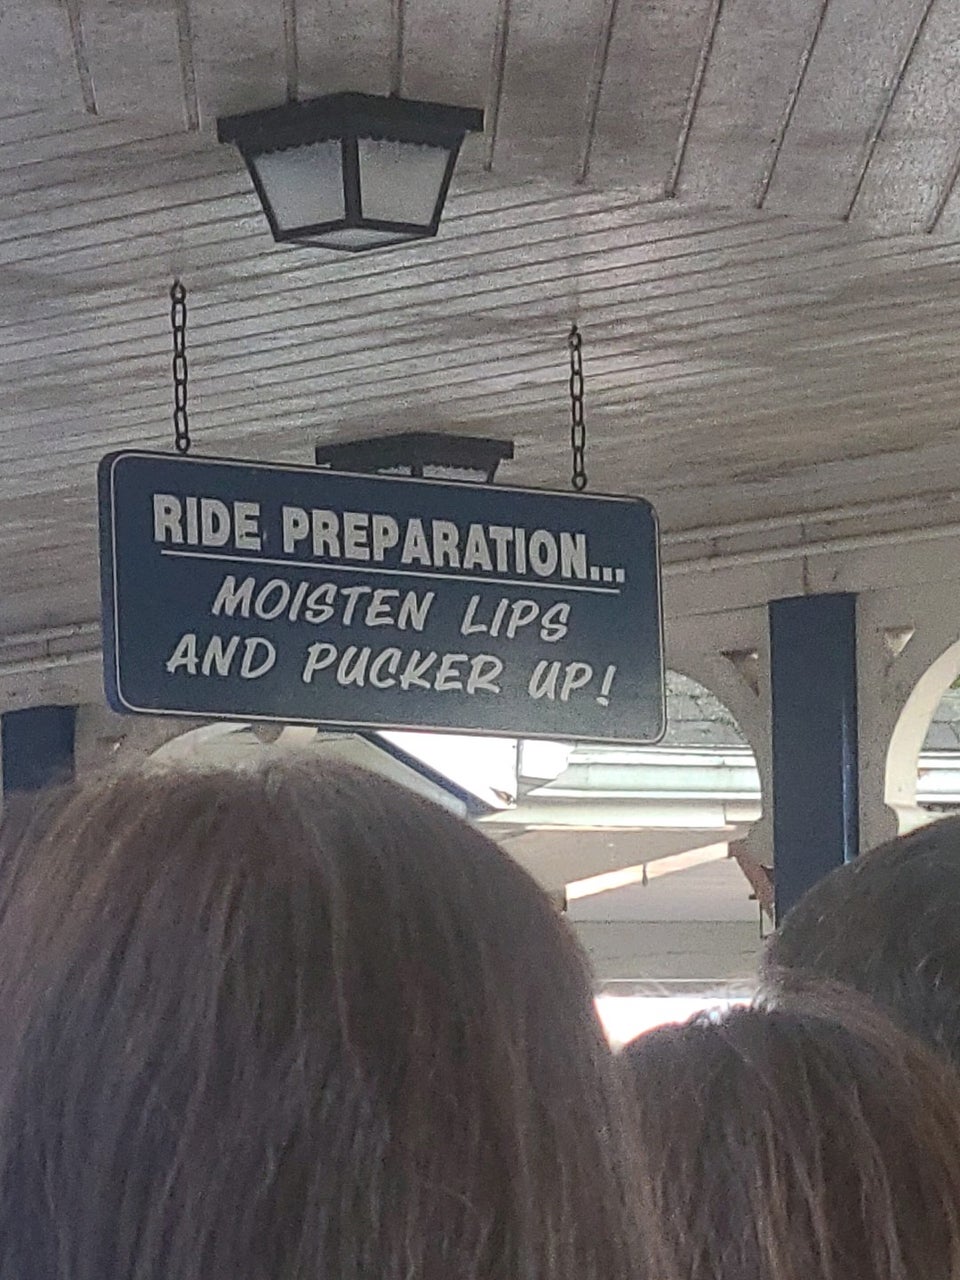 RIDE PREPARATION...
MOISTEN LIPS
AND PUCKER UP!